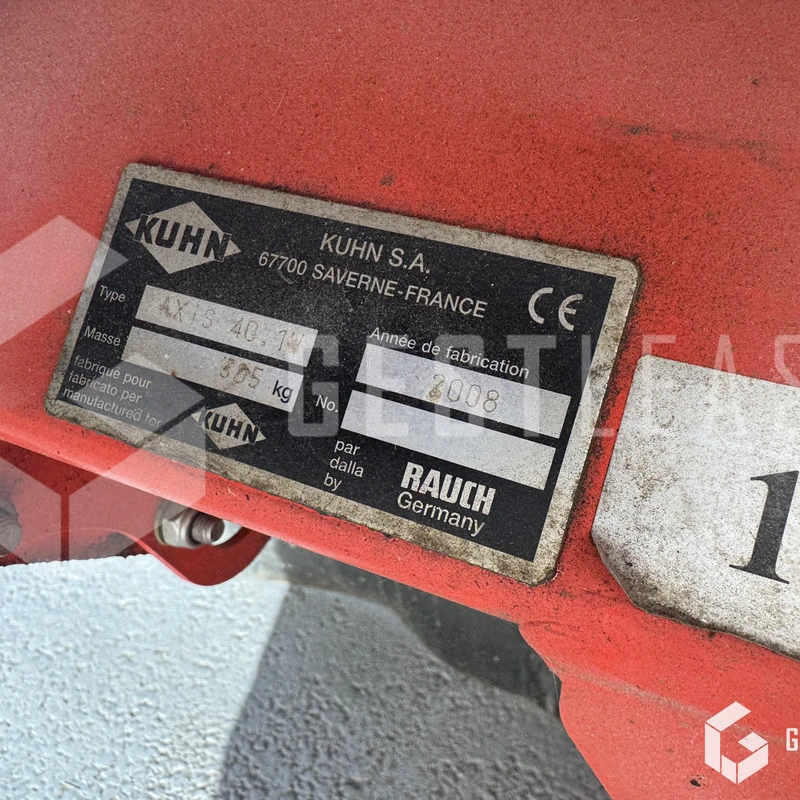 KUHN
KUHN S.A.
67700 SAVERNE-FRANCE
CE
Type
AXIS 40.1W
Année de fabrication
2008
Masse
305 kg
No.
fabriqué pour
fabricato per
manufactured for
KUHN
par
dalla
by
RAUCH
Germany
1
GESTLEAS
G